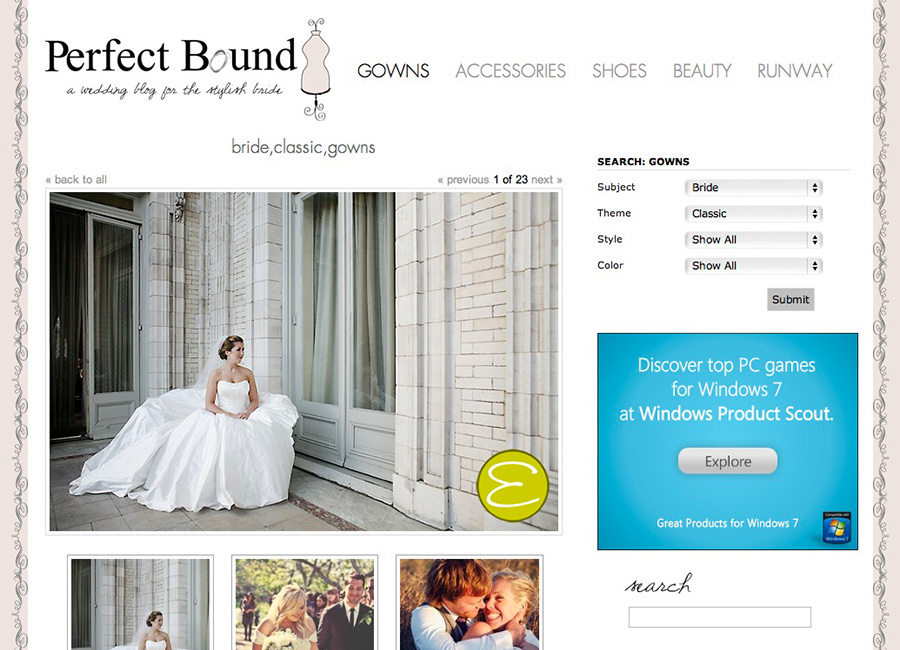 Perfect Bound
a wedding blog for the stylish bride
GOWNS ACCESSORIES SHOES BEAUTY RUNWAY
bride,classic,gowns
« back to all
« previous 1 of 23 next »
SEARCH: GOWNS
Subject Bride
Theme Classic
Style Show All
Color Show All
Submit
Discover top PC games
for Windows 7
at Windows Product Scout.
Explore
Great Products for Windows 7
Compatible with
Windows 7
E
search